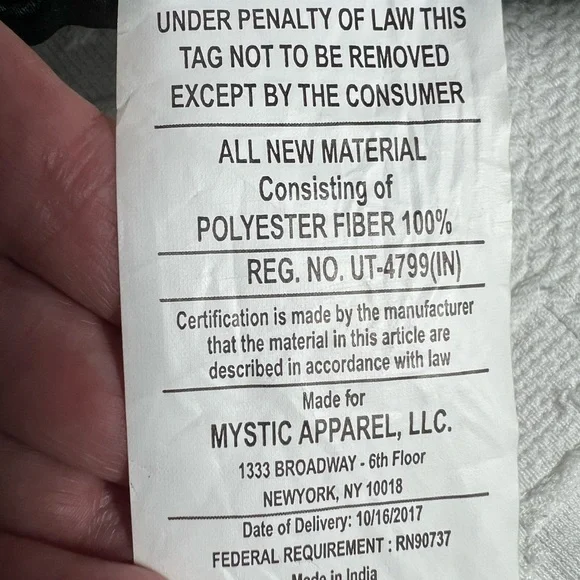 UNDER PENALTY OF LAW THIS
TAG NOT TO BE REMOVED
EXCEPT BY THE CONSUMER
ALL NEW MATERIAL
Consisting of
POLYESTER FIBER 100%
REG. NO. UT-4799(IN)
Certification is made by the manufacturer
that the material in this article are
described in accordance with law
Made for
MYSTIC APPAREL, LLC.
1333 BROADWAY - 6th Floor
NEWYORK, NY 10018
Date of Delivery: 10/16/2017
FEDERAL REQUIREMENT : RN90737
Made in India